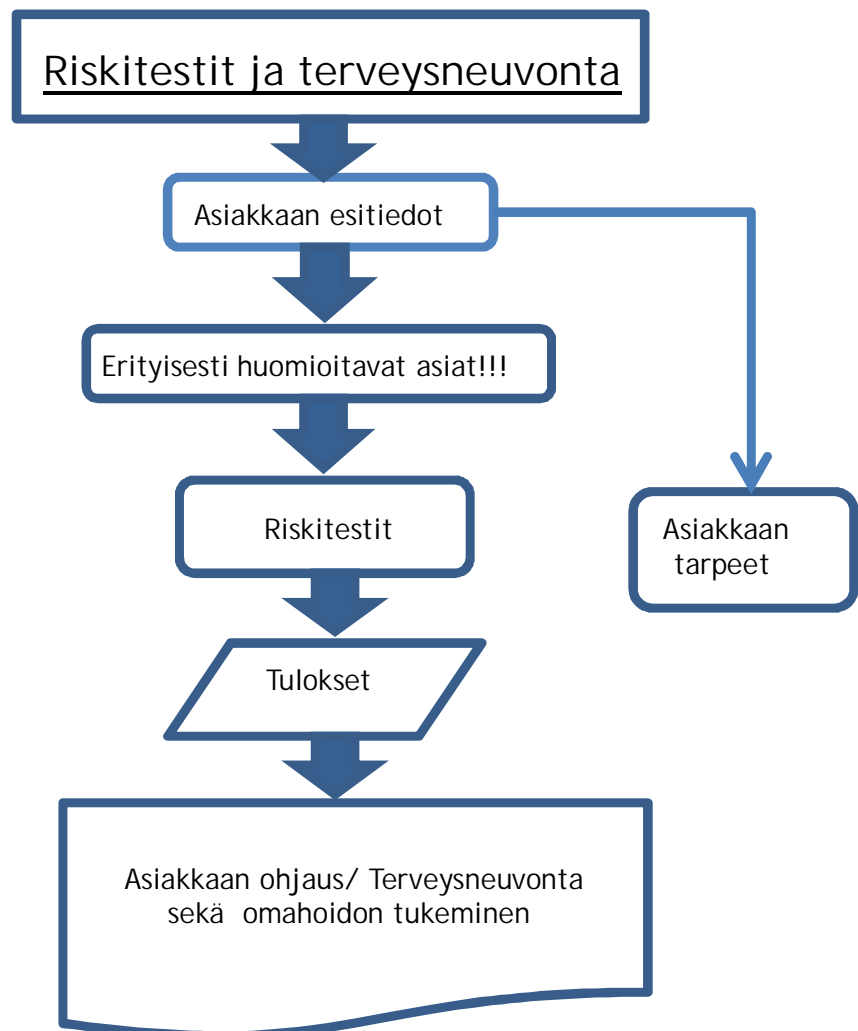 Riskitestit ja terveysneuvonta
Asiakkaan esitiedot
Erityisesti huomioitavat asiat!!!
Riskitestit
Asiakkaan
tarpeet
Tulokset
Asiakkaan ohjaus/ Terveysneuvonta
sekä omahoidon tukeminen